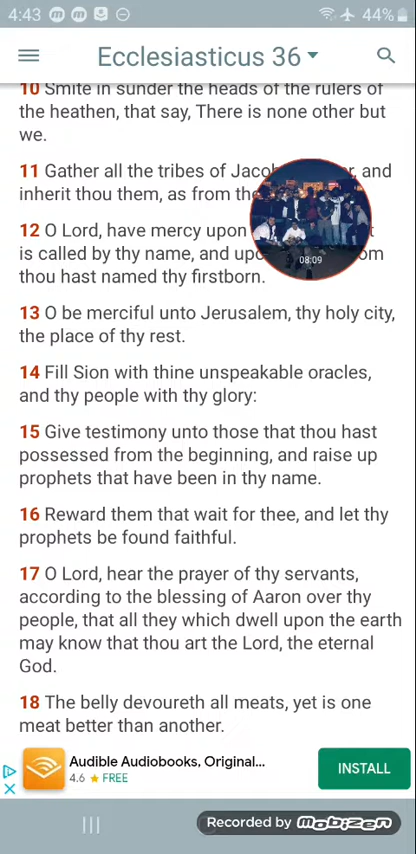 4:43
44%
Ecclesiasticus 36
10 Smite in sunder the heads of the rulers of
the heathen, that say, There is none other but
we.
11 Gather all the tribes of Jacob and
inherit thou them, as from the
12 O Lord, have mercy upon
is called by thy name, and upo om
thou hast named thy firstborn.
13 O be merciful unto Jerusalem, thy holy city,
the place of thy rest.
14 Fill Sion with thine unspeakable oracles,
and thy people with thy glory:
15 Give testimony unto those that thou hast
possessed from the beginning, and raise up
prophets that have been in thy name.
16 Reward them that wait for thee, and let thy
prophets be found faithful.
17 O Lord, hear the prayer of thy servants,
according to the blessing of Aaron over thy
people, that all they which dwell upon the earth
may know that thou art the Lord, the eternal
God.
18 The belly devoureth all meats, yet is one
meat better than another.
08:09
Audible Audiobooks, Original...
4.6 ★ FREE
INSTALL
Recorded by mobizen